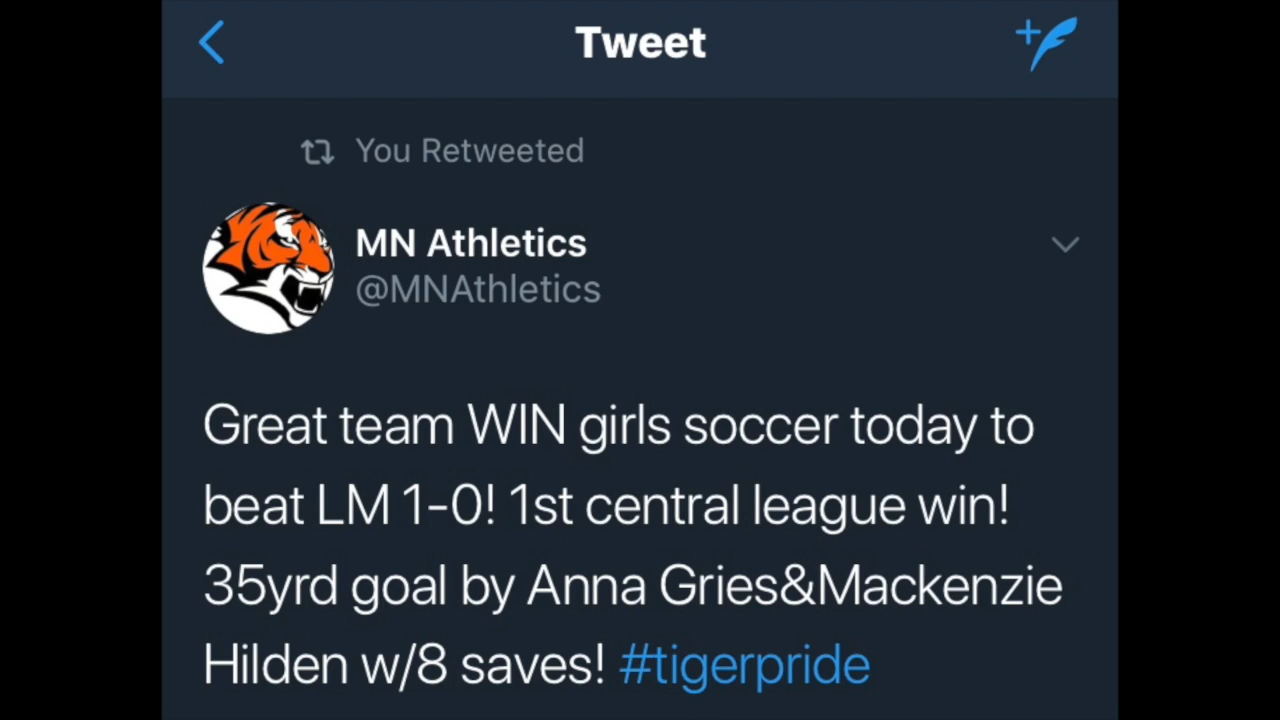 Tweet
You Retweeted
MN Athletics
@MNAthletics
Great team WIN girls soccer today to
beat LM 1-0! 1st central league win!
35yrd goal by Anna Gries&Mackenzie
Hilden w/8 saves! #tigerpride